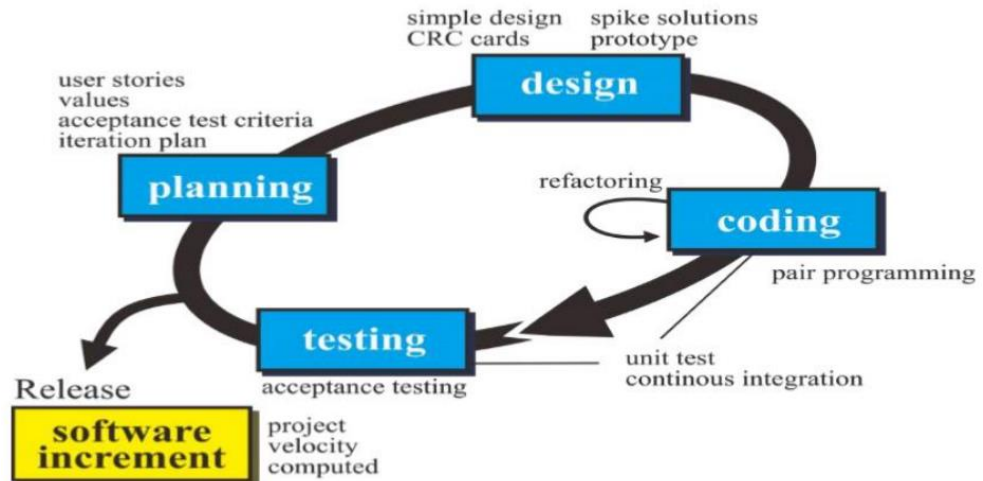 simple design
CRC cards
spike solutions
prototype
design
user stories
values
acceptance test criteria
iteration plan
planning
refactoring
coding
pair programming
testing
acceptance testing
unit test
continous integration
Release
software
increment
project
velocity
computed